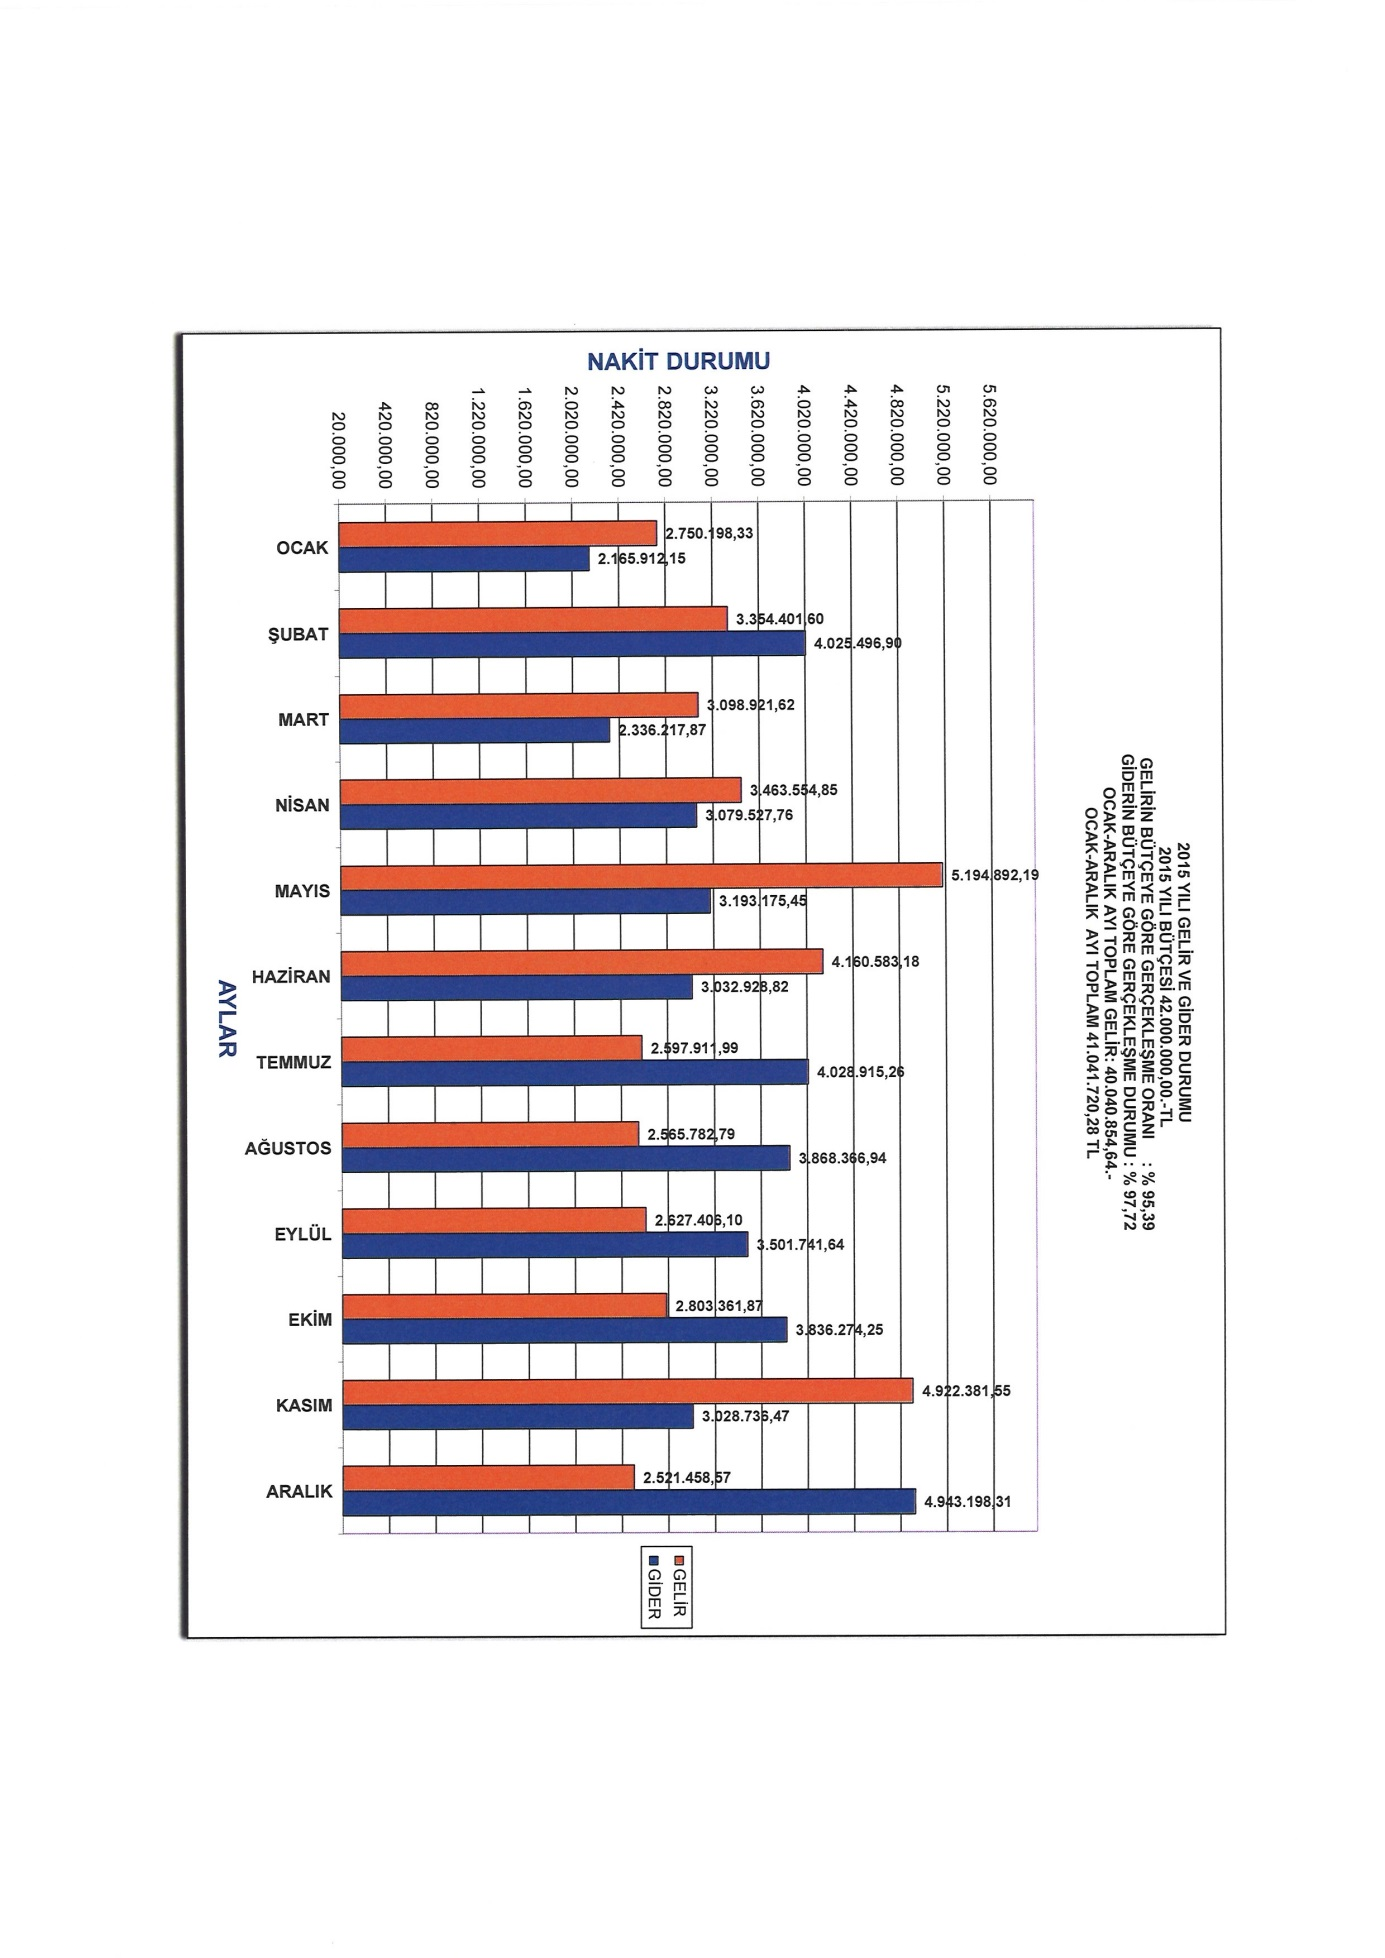 2015 YILI GELİR VE GİDER DURUMU
2015 YILI BÜTÇESİ 42.000.000,00.-TL
GELİRİN BÜTÇEYE GÖRE GERÇEKLEŞME ORANI : % 95,39
GİDERİN BÜTÇEYE GÖRE GERÇEKLEŞME DURUMU : % 97,72
OCAK-ARALIK AYI TOPLAM GELİR: 40.040.854,64.-
OCAK-ARALIK AYI TOPLAM 41.041.720,28 TL
NAKİT DURUMU
5.620.000,00
5.220.000,00
4.820.000,00
4.420.000,00
4.020.000,00
3.620.000,00
3.220.000,00
2.820.000,00
2.420.000,00
2.020.000,00
1.620.000,00
1.220.000,00
820.000,00
420.000,00
20.000,00
2.750.198,33
2.165.912,15
3.354.401,60
4.025.496,90
3.098.921,62
2.336.217,87
3.463.554,85
3.079.527,76
5.194.892,19
3.193.175,45
4.160.583,18
3.032.928,82
2.597.911,99
4.028.915,26
2.565.782,79
3.868.366,94
2.627.406,10
3.501.741,64
2.803.361,87
3.836.274,25
4.922.381,55
3.028.736,47
2.521.458,57
4.943.198,31
OCAK
ŞUBAT
MART
NİSAN
MAYIS
HAZİRAN
TEMMUZ
AĞUSTOS
EYLÜL
EKİM
KASIM
ARALIK
AYLAR
GELİR
GİDER